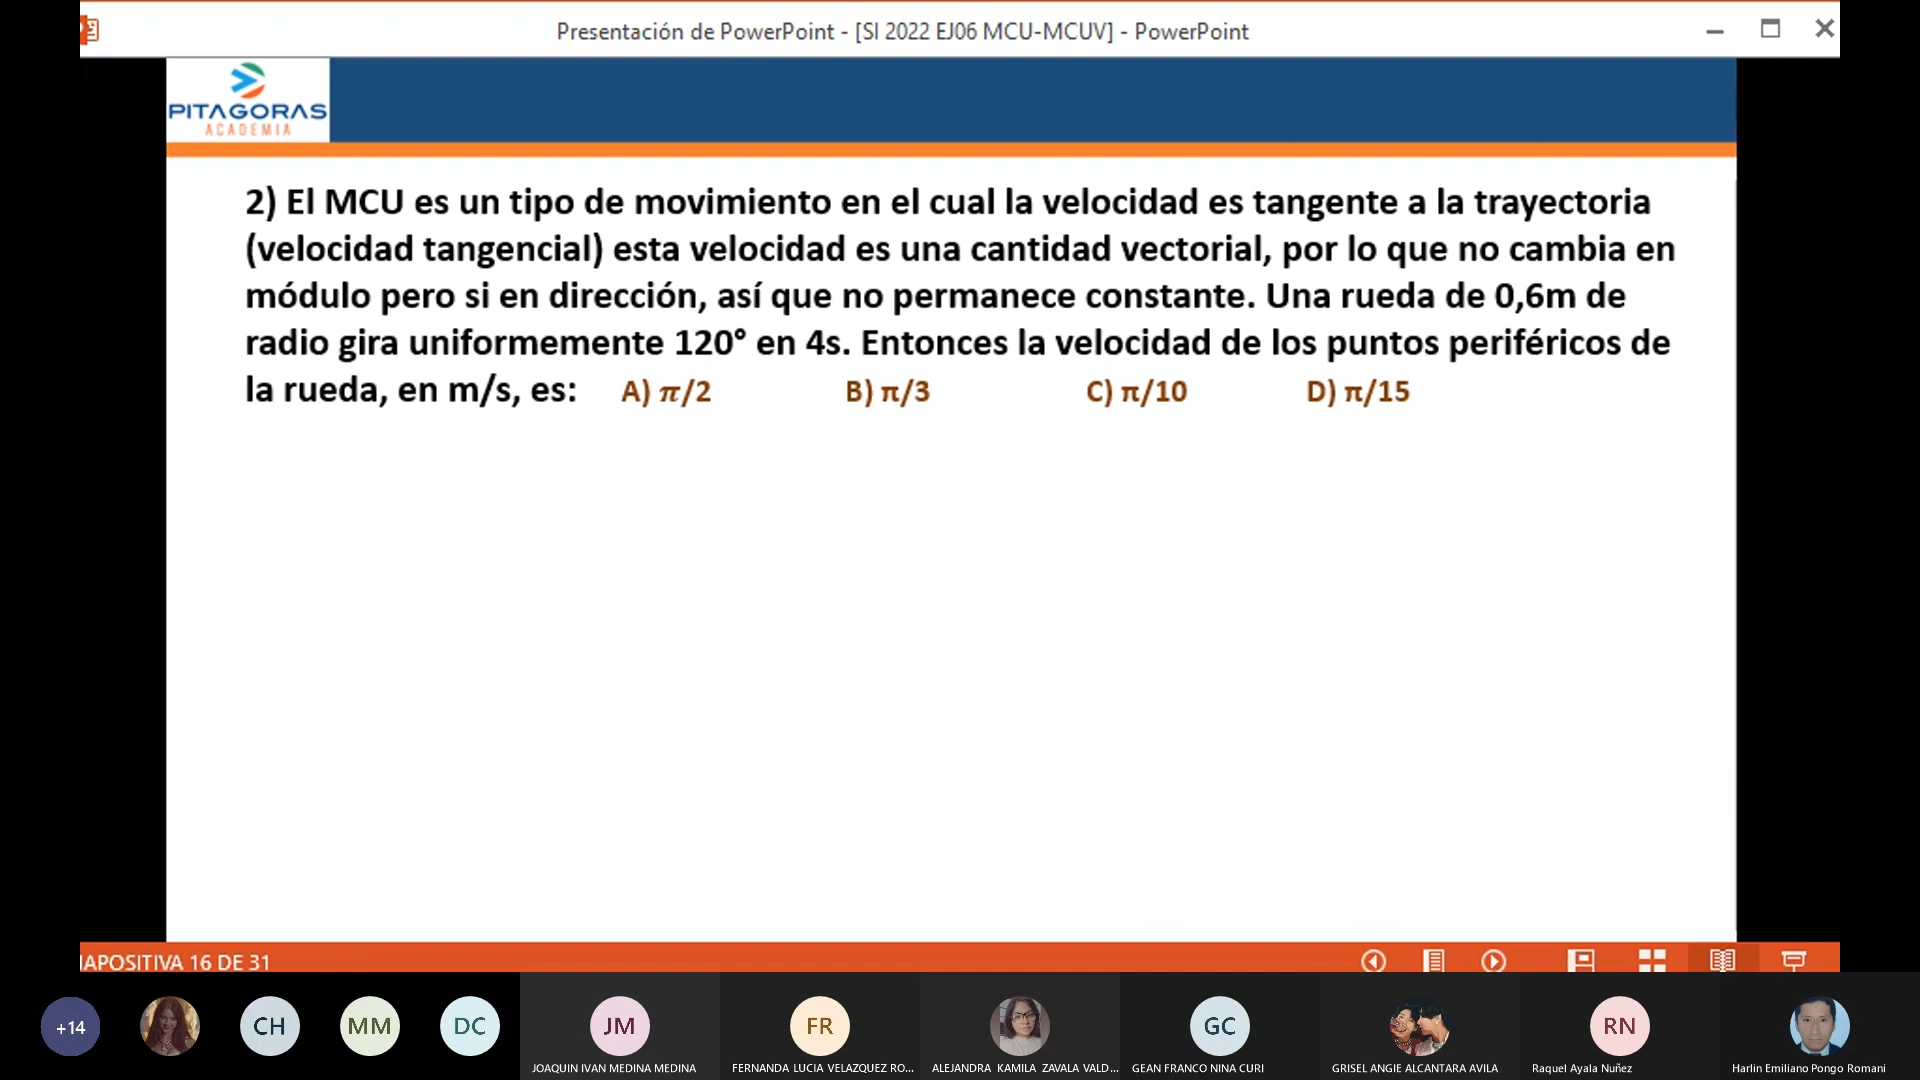 Presentación de PowerPoint - [SI 2022 EJ06 MCU-MCUV] - PowerPoint
PITAGORAS
ACADEMIA
2) El MCU es un tipo de movimiento en el cual la velocidad es tangente a la trayectoria
(velocidad tangencial) esta velocidad es una cantidad vectorial, por lo que no cambia en
módulo pero si en dirección, así que no permanece constante. Una rueda de 0,6m de
radio gira uniformemente 120° en 4s. Entonces la velocidad de los puntos periféricos de
la rueda, en m/s, es: A) π/2 B) π/3 C) π/10 D) π/15
IAPOSITIVA 16 DE 31
+14 CH MM DC JM FR GC RN
JOAQUIN IVAN MEDINA MEDINA FERNANDA LUCIA VELAZQUEZ RO... ALEJANDRA KAMILA ZAVALA VALD... GEAN FRANCO NINA CURI GRISEL ANGIE ALCANTARA AVILA Raquel Ayala Nuñez Harlin Emiliano Pongo Romani